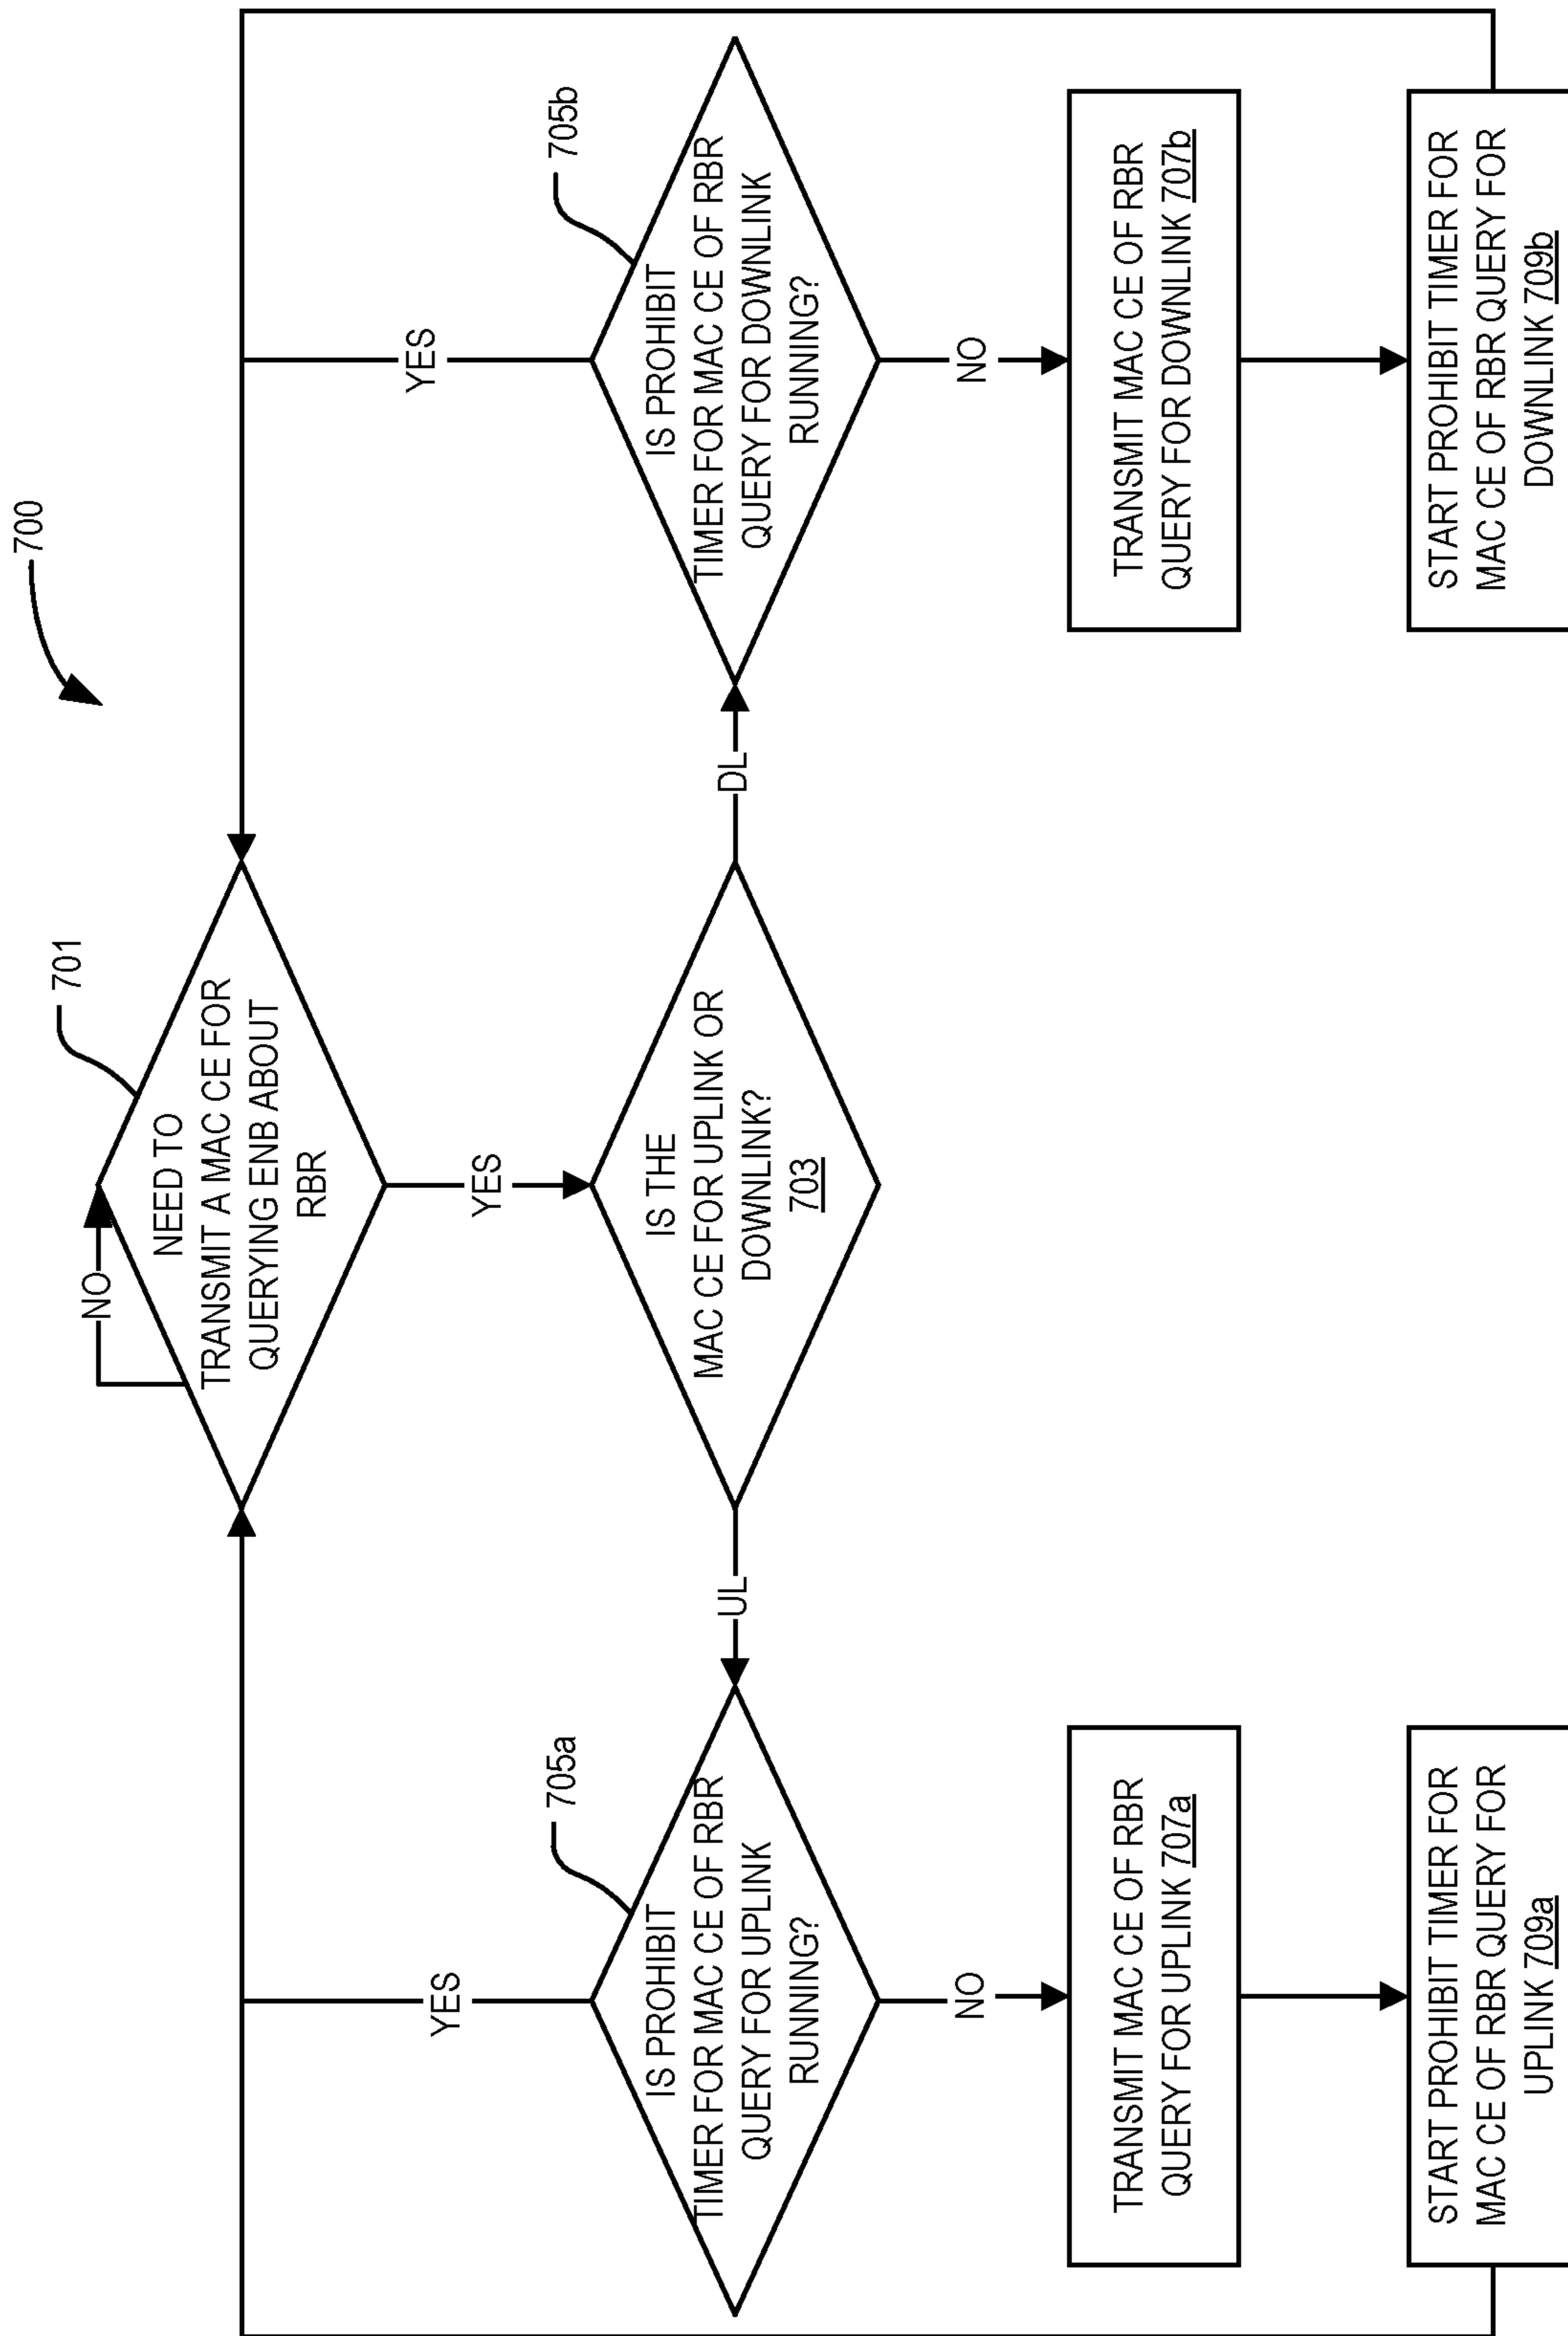 700
701
NEED TO
TRANSMIT A MAC CE FOR
QUERYING ENB ABOUT
RBR
NO
YES
IS THE
MAC CE FOR UPLINK OR
DOWNLINK?
703
UL
DL
705a
IS PROHIBIT
TIMER FOR MAC CE OF RBR
QUERY FOR UPLINK
RUNNING?
YES
NO
TRANSMIT MAC CE OF RBR
QUERY FOR UPLINK 707a
START PROHIBIT TIMER FOR
MAC CE OF RBR QUERY FOR
UPLINK 709a
705b
IS PROHIBIT
TIMER FOR MAC CE OF RBR
QUERY FOR DOWNLINK
RUNNING?
YES
NO
TRANSMIT MAC CE OF RBR
QUERY FOR DOWNLINK 707b
START PROHIBIT TIMER FOR
MAC CE OF RBR QUERY FOR
DOWNLINK 709b